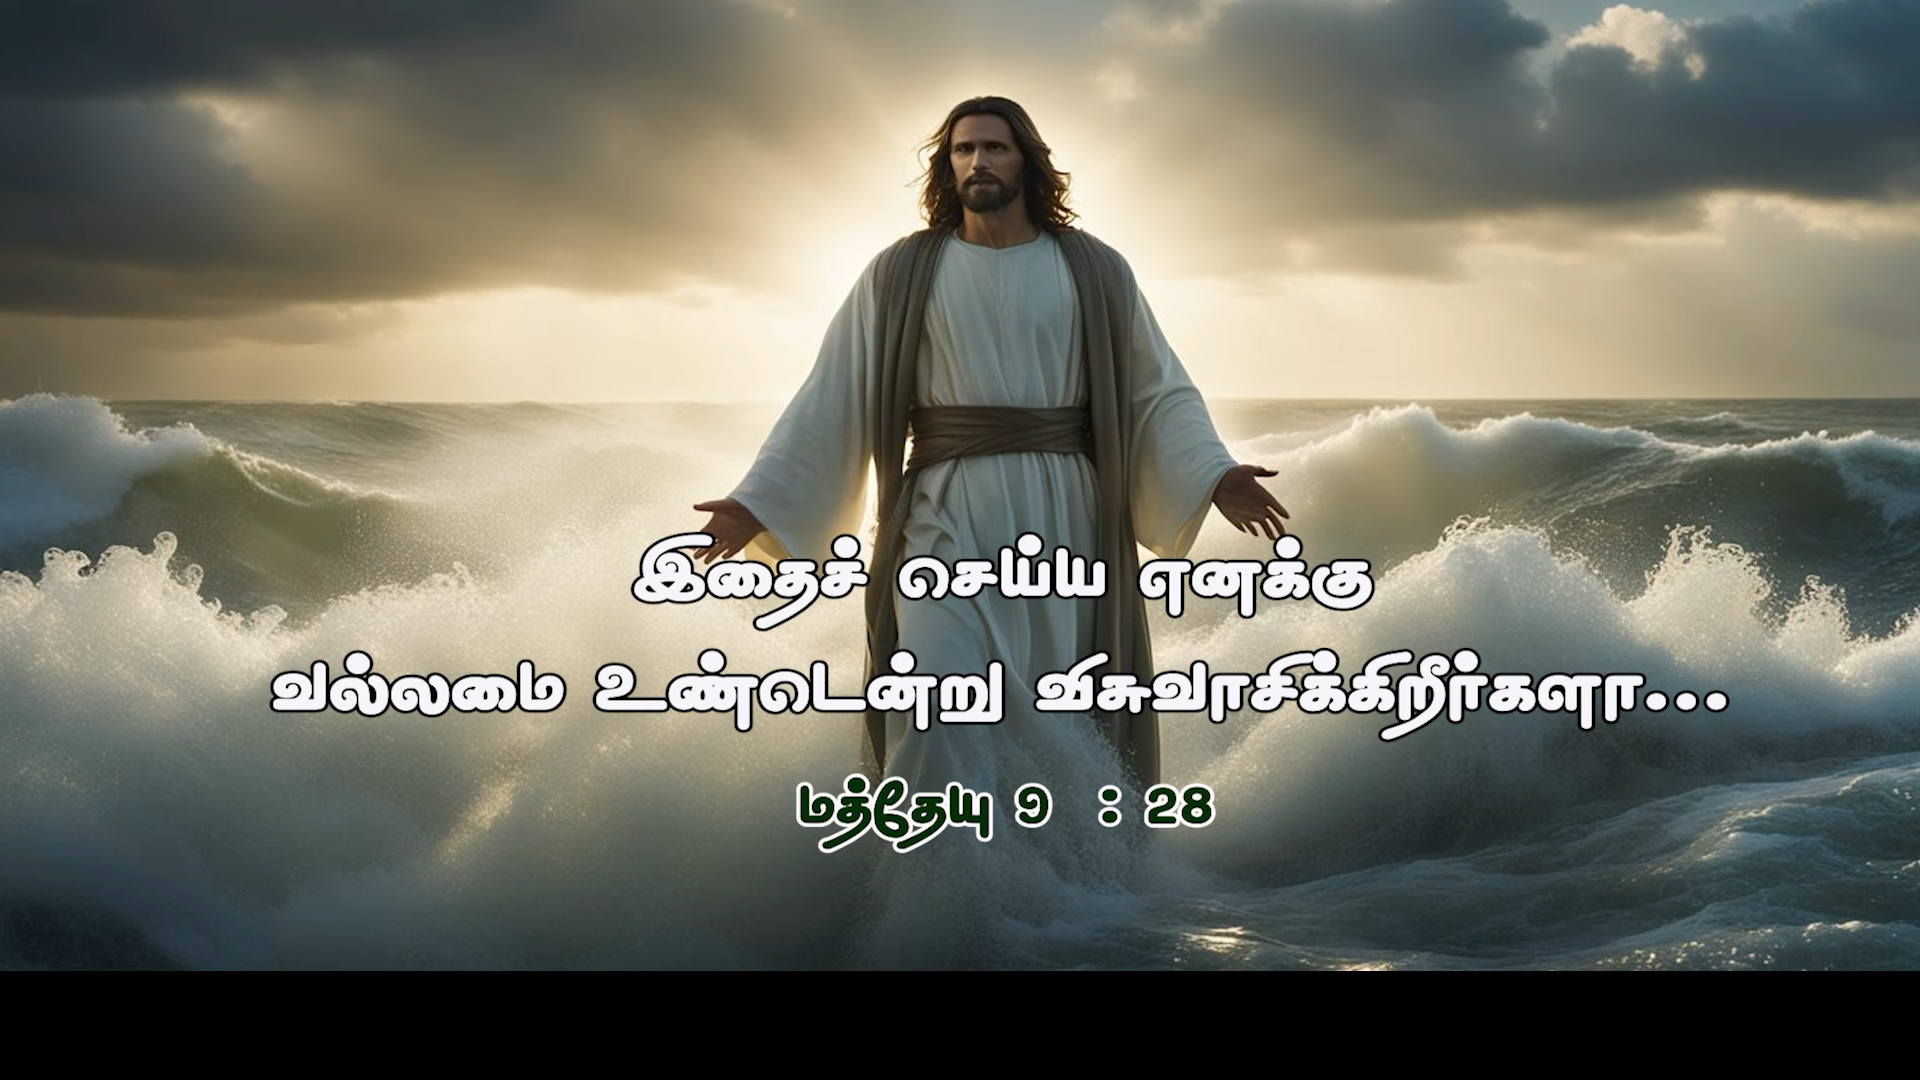 இதைச் செய்ய எனக்கு
வல்லமை உண்டென்று விசுவாசிக்கிறீர்களா...
மத்தேயு 9 : 28